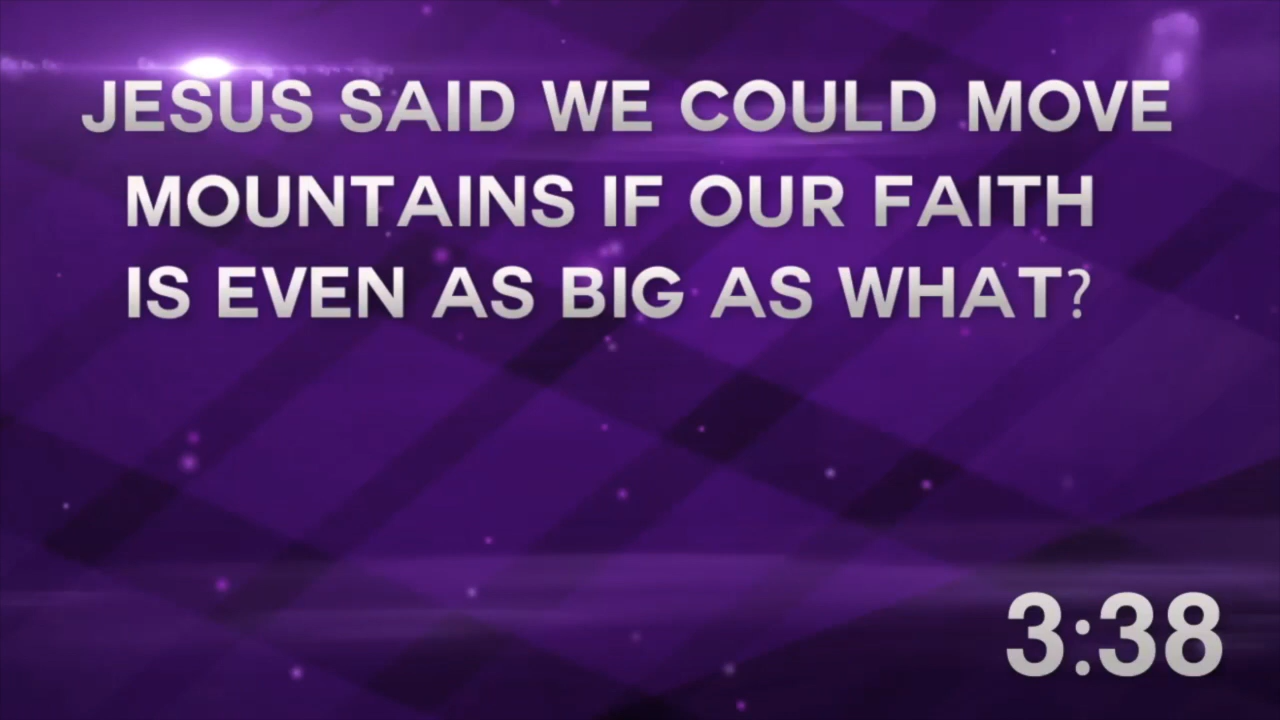 JESUS SAID WE COULD MOVE
MOUNTAINS IF OUR FAITH
IS EVEN AS BIG AS WHAT?
3:38